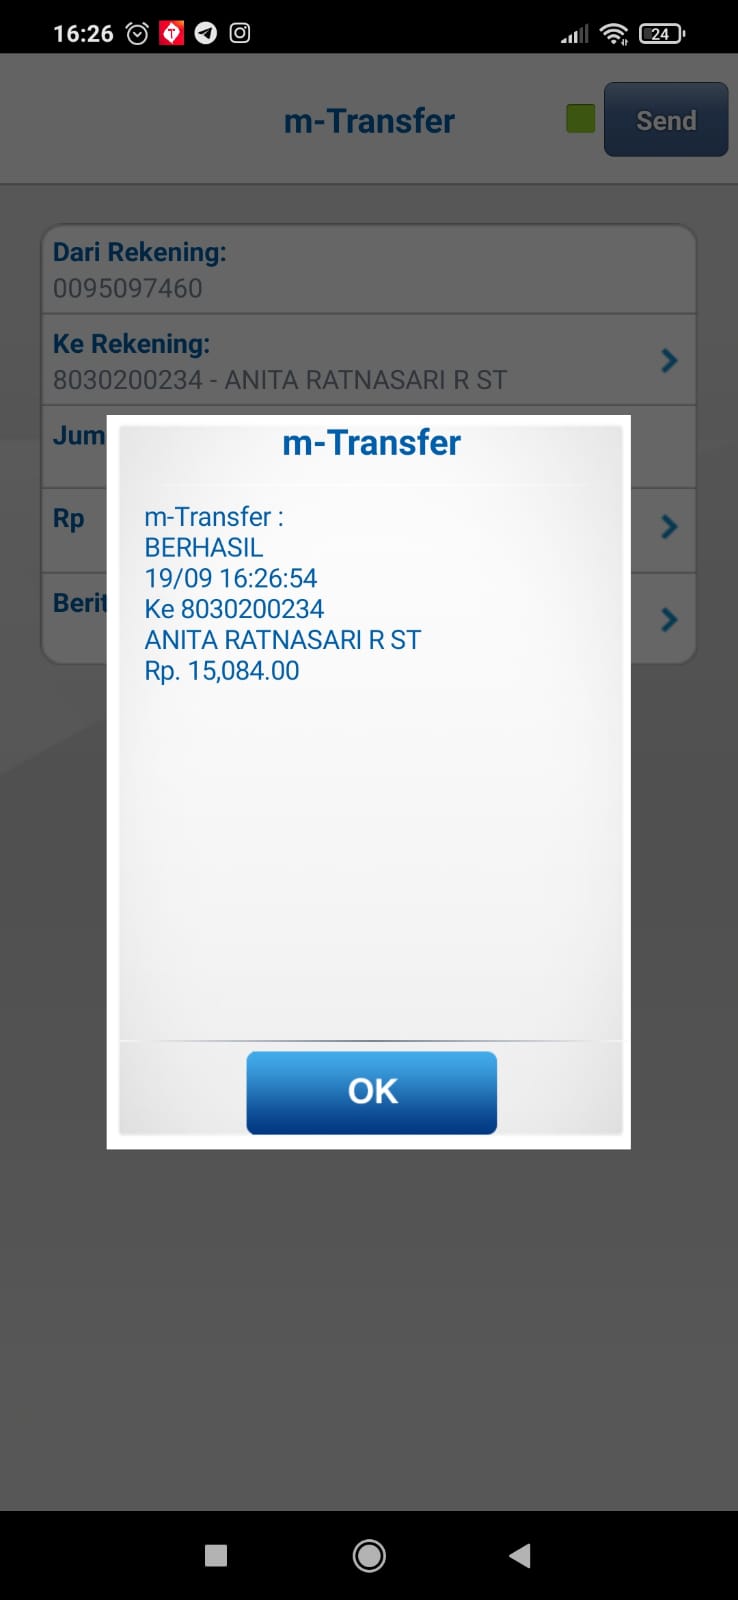 16:26
24
m-Transfer
Send
Dari Rekening:
0095097460
Ke Rekening:
8030200234 - ANITA RATNASARI R ST
Jum
Rp
Berit
m-Transfer
m-Transfer :
BERHASIL
19/09 16:26:54
Ke 8030200234
ANITA RATNASARI R ST
Rp. 15,084.00
OK